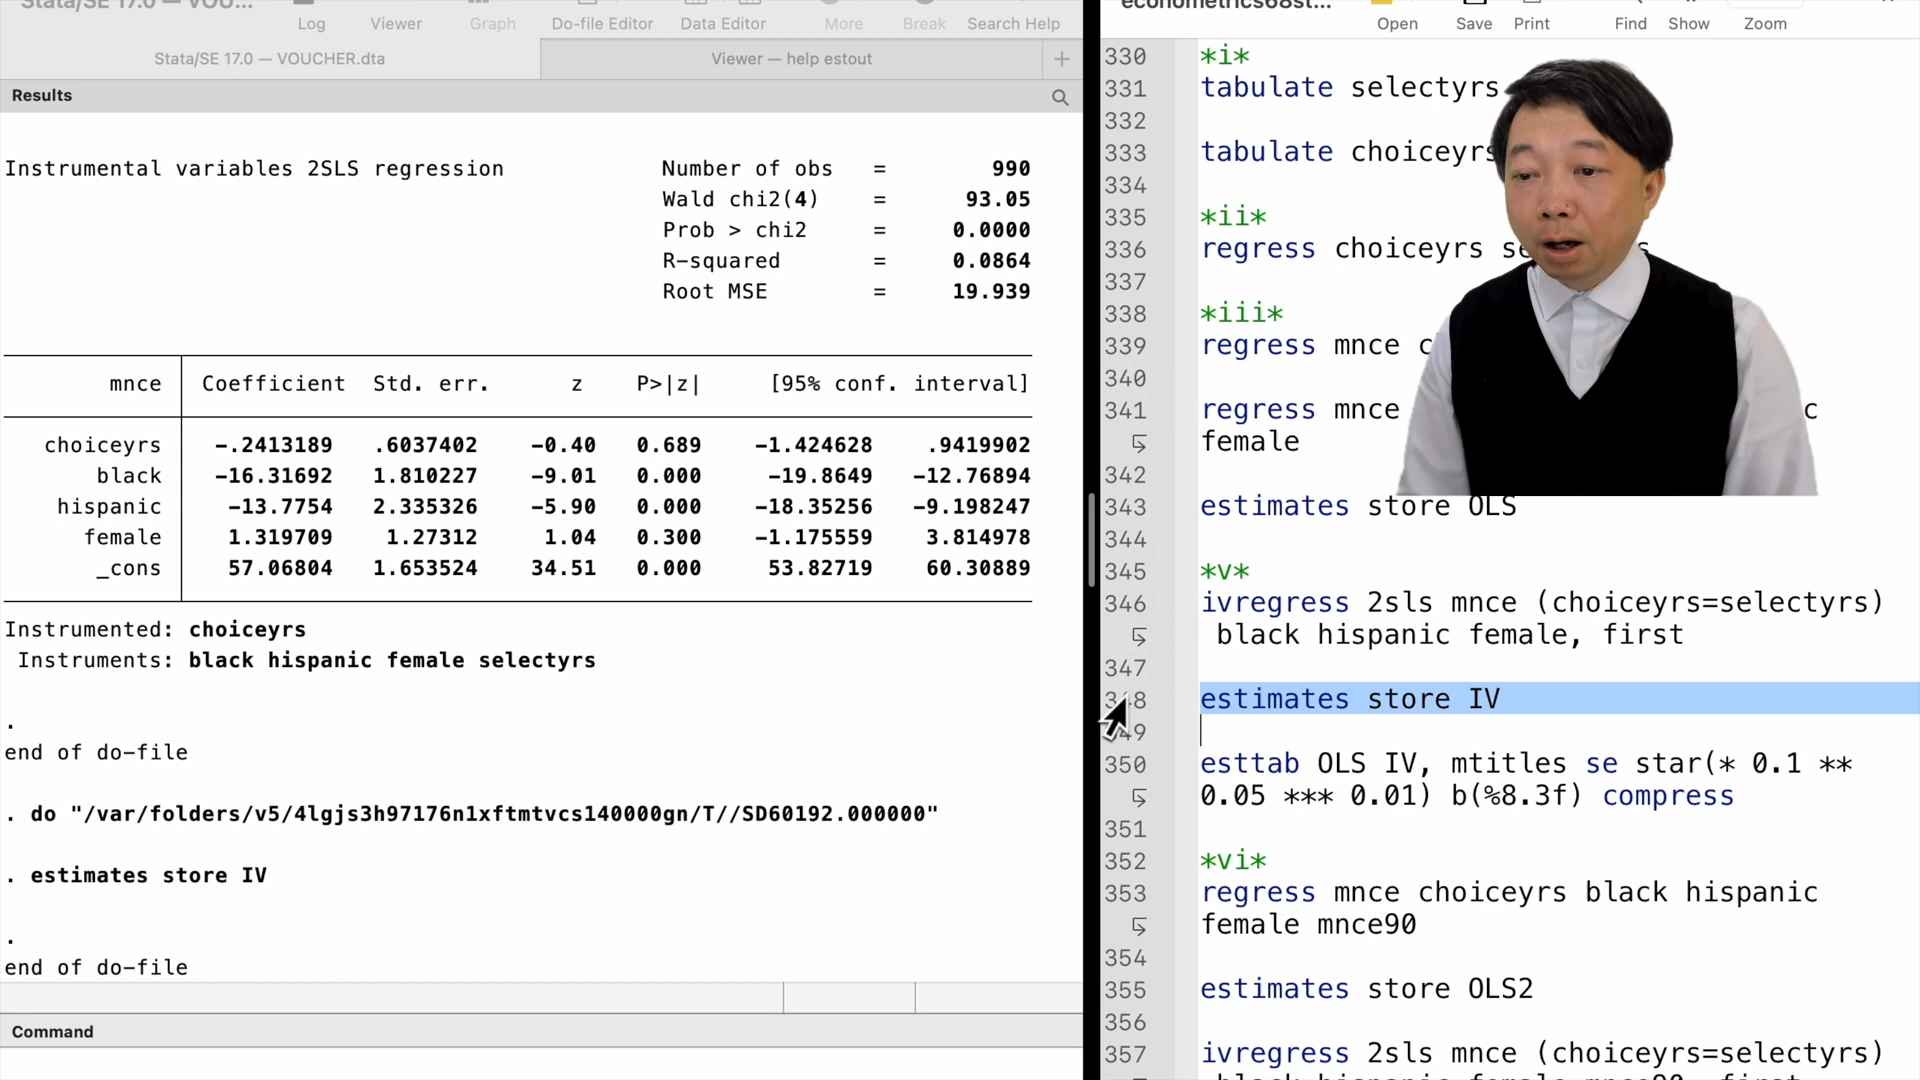 Stata/SE 17.0 — VOU...
Log Viewer Graph Do-file Editor Data Editor More Break Search Help
Stata/SE 17.0 — VOUCHER.dta
Viewer — help estout
Results
Instrumental variables 2SLS regression Number of obs = 990
Wald chi2(4) = 93.05
Prob > chi2 = 0.0000
R-squared = 0.0864
Root MSE = 19.939
mnce Coefficient Std. err. z P>|z| [95% conf. interval]
choiceyrs -.2413189 .6037402 -0.40 0.689 -1.424628 .9419902
black -16.31692 1.810227 -9.01 0.000 -19.8649 -12.76894
hispanic -13.7754 2.335326 -5.90 0.000 -18.35256 -9.198247
female 1.319709 1.27312 1.04 0.300 -1.175559 3.814978
_cons 57.06804 1.653524 34.51 0.000 53.82719 60.30889
Instrumented: choiceyrs
Instruments: black hispanic female selectyrs
.
end of do-file
. do "/var/folders/v5/4lgjs3h97176n1xftmtvcs140000gn/T//SD60192.000000"
. estimates store IV
.
end of do-file
Command
econometrics68st...
Open Save Print Find Show Zoom
330 *i*
331 tabulate selectyrs
332
333 tabulate choiceyrs
334
335 *ii*
336 regress choiceyrs
337
338 *iii*
339 regress mnce
340
341 regress mnce
female
342
343 estimates store OLS
344
345 *v*
346 ivregress 2sls mnce (choiceyrs=selectyrs)
black hispanic female, first
347
348 estimates store IV
349
350 esttab OLS IV, mtitles se star(* 0.1 **
0.05 *** 0.01) b(%8.3f) compress
351
352 *vi*
353 regress mnce choiceyrs black hispanic
female mnce90
354
355 estimates store OLS2
356
357 ivregress 2sls mnce (choiceyrs=selectyrs)
black hispanic female mnce90, first